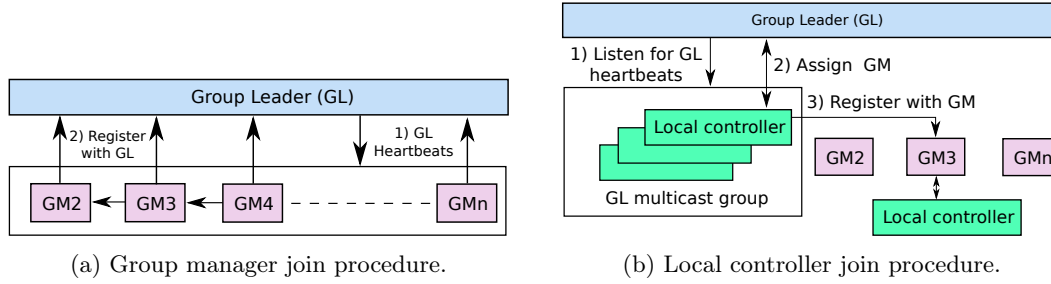 Group Leader (GL)
2) Register
with GL
1) GL
Heartbeats
GM2
GM3
GM4
GMn
(a) Group manager join procedure.
Group Leader (GL)
1) Listen for GL
heartbeats
2) Assign GM
3) Register with GM
Local controller
GL multicast group
GM2
GM3
GMn
Local controller
(b) Local controller join procedure.